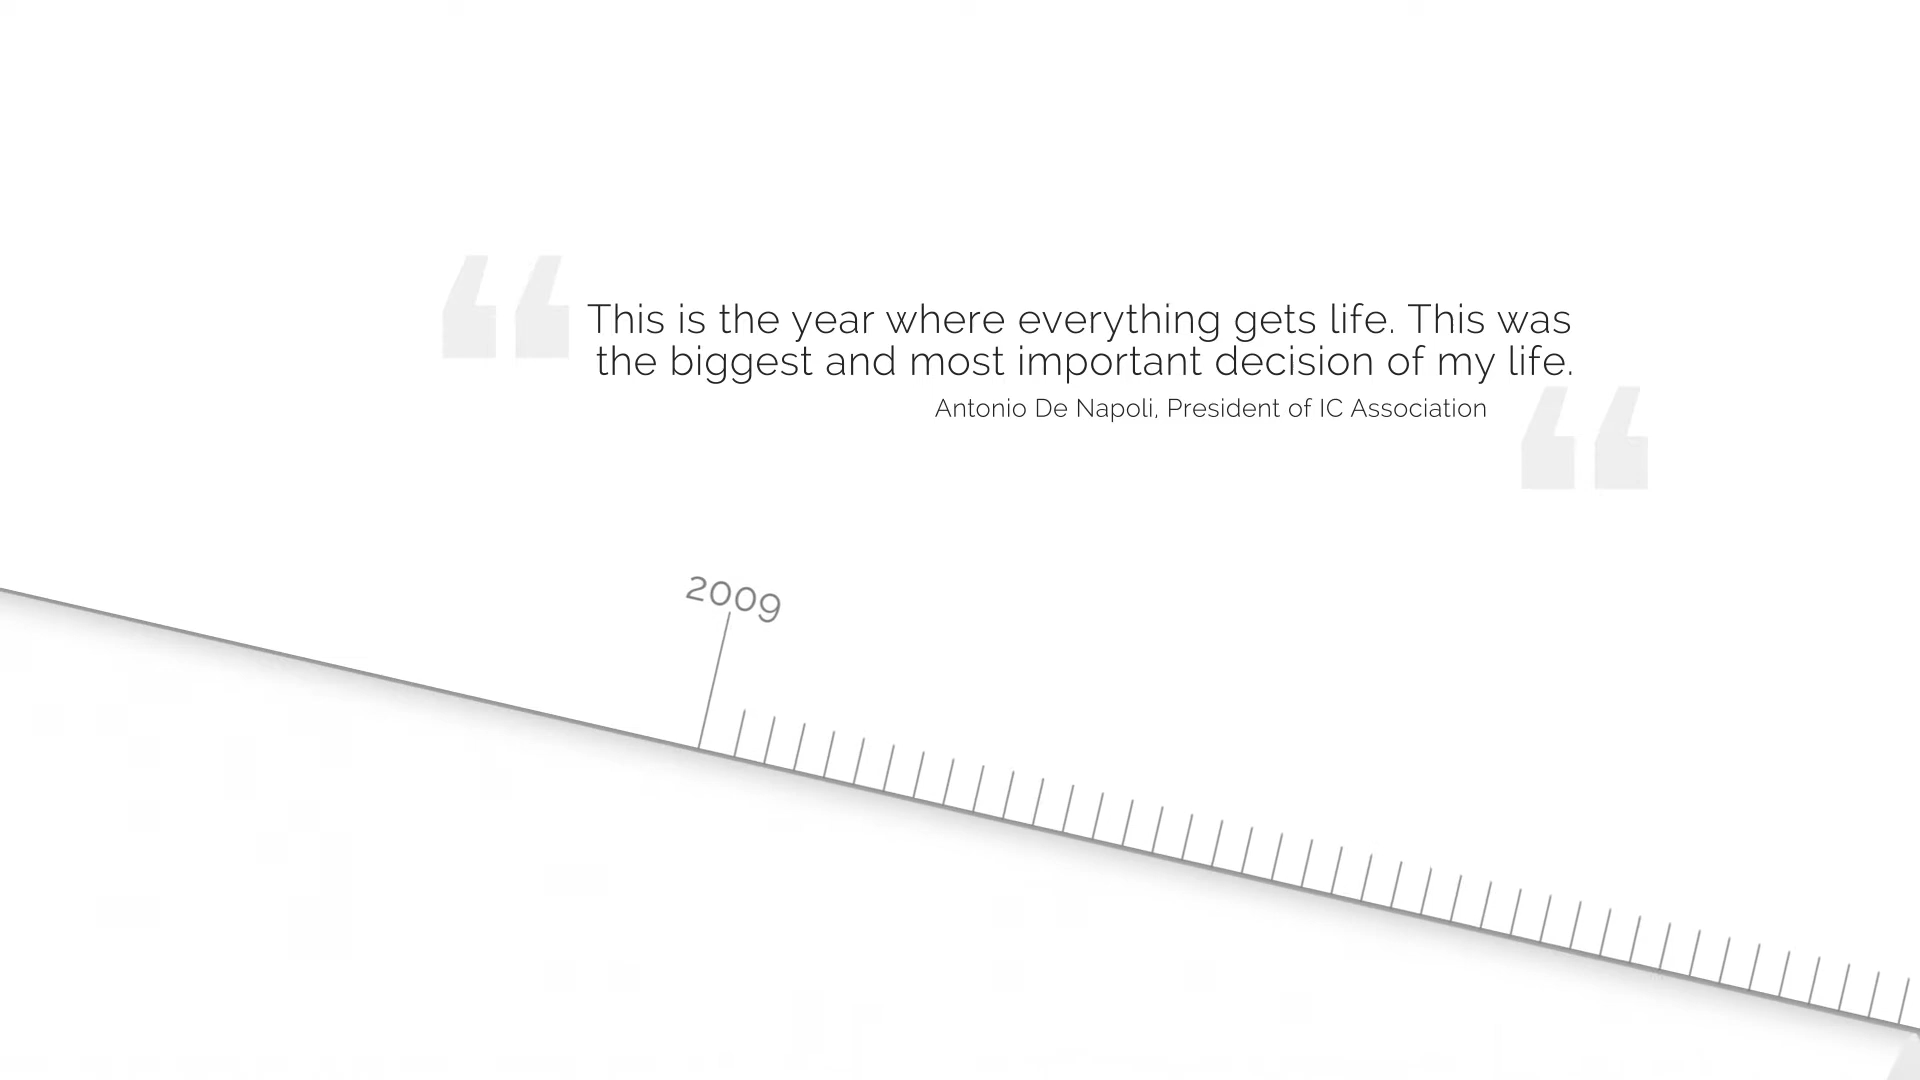 “
This is the year where everything gets life. This was
the biggest and most important decision of my life.
Antonio De Napoli, President of IC Association
“
2009